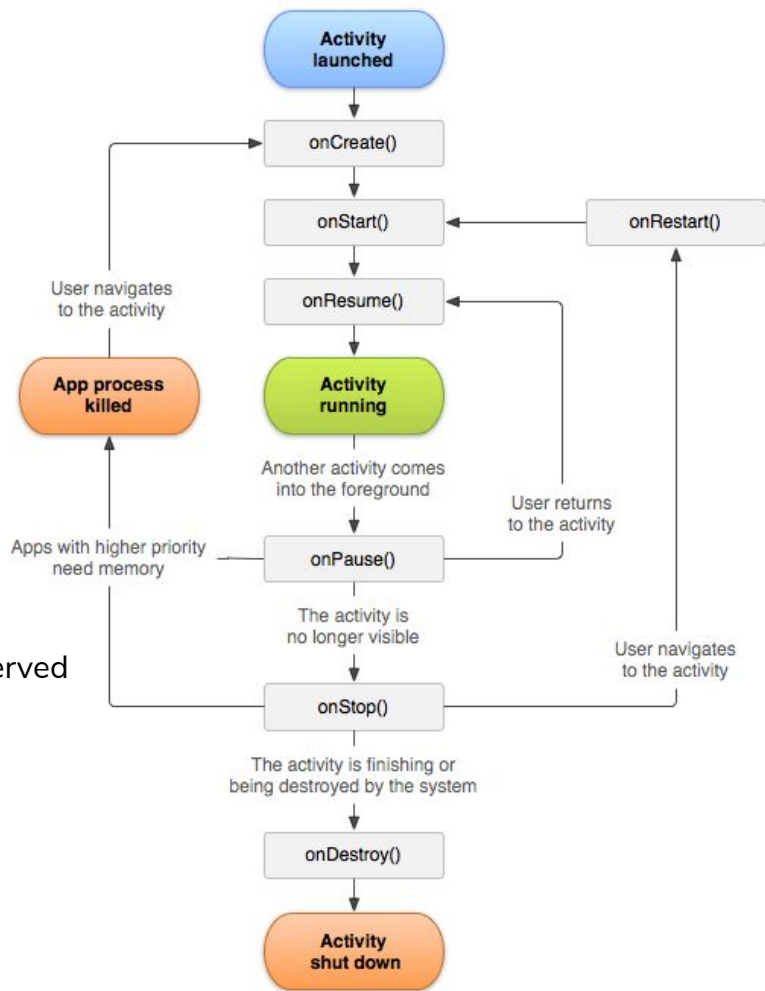 Activity
launched
onCreate()
onStart()
onRestart()
User navigates
to the activity
onResume()
App process
killed
Activity
running
Another activity comes
into the foreground
User returns
to the activity
Apps with higher priority
need memory
onPause()
The activity is
no longer visible
erved
User navigates
to the activity
onStop()
The activity is finishing or
being destroyed by the system
onDestroy()
Activity
shut down